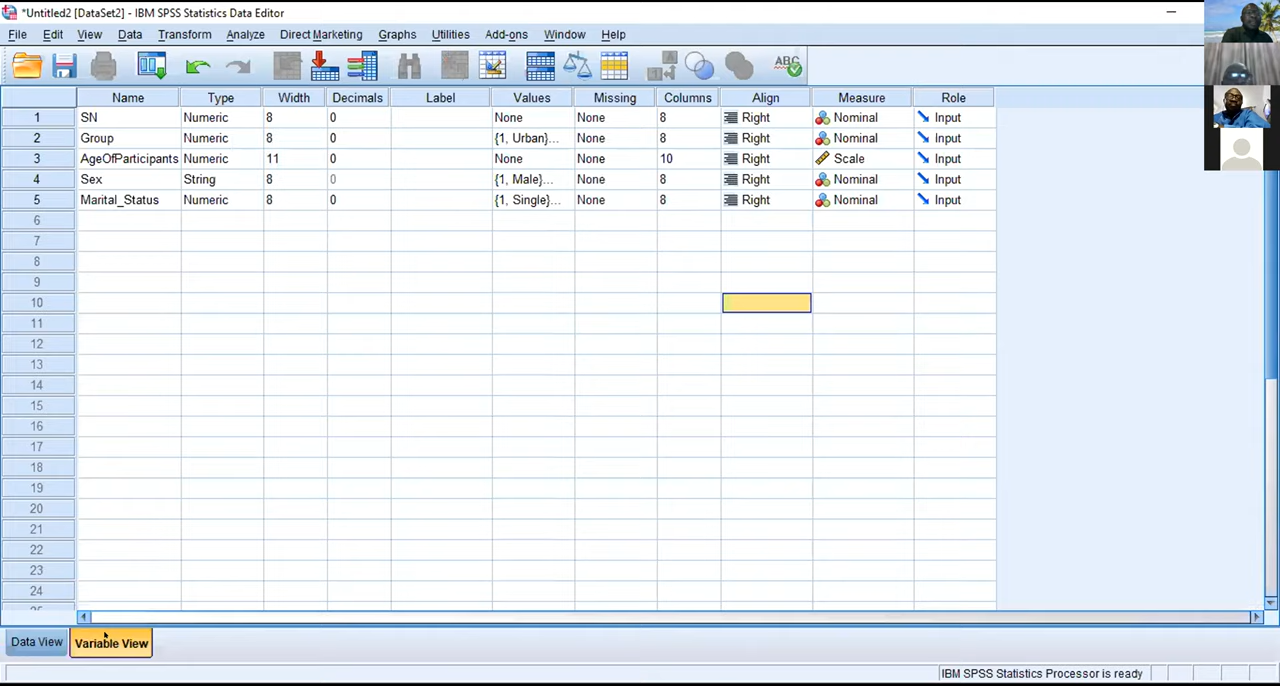 *Untitled2 [DataSet2] - IBM SPSS Statistics Data Editor
File Edit View Data Transform Analyze Direct Marketing Graphs Utilities Add-ons Window Help
ABC
Name Type Width Decimals Label Values Missing Columns Align Measure Role
1 SN Numeric 8 0 None None 8 Right Nominal Input
2 Group Numeric 8 0 {1, Urban}... None 8 Right Nominal Input
3 AgeOfParticipants Numeric 11 0 None None 10 Right Scale Input
4 Sex String 8 0 {1, Male}... None 8 Right Nominal Input
5 Marital_Status Numeric 8 0 {1, Single}... None 8 Right Nominal Input
6
7
8
9
10
11
12
13
14
15
16
17
18
19
20
21
22
23
24
Data View Variable View
IBM SPSS Statistics Processor is ready